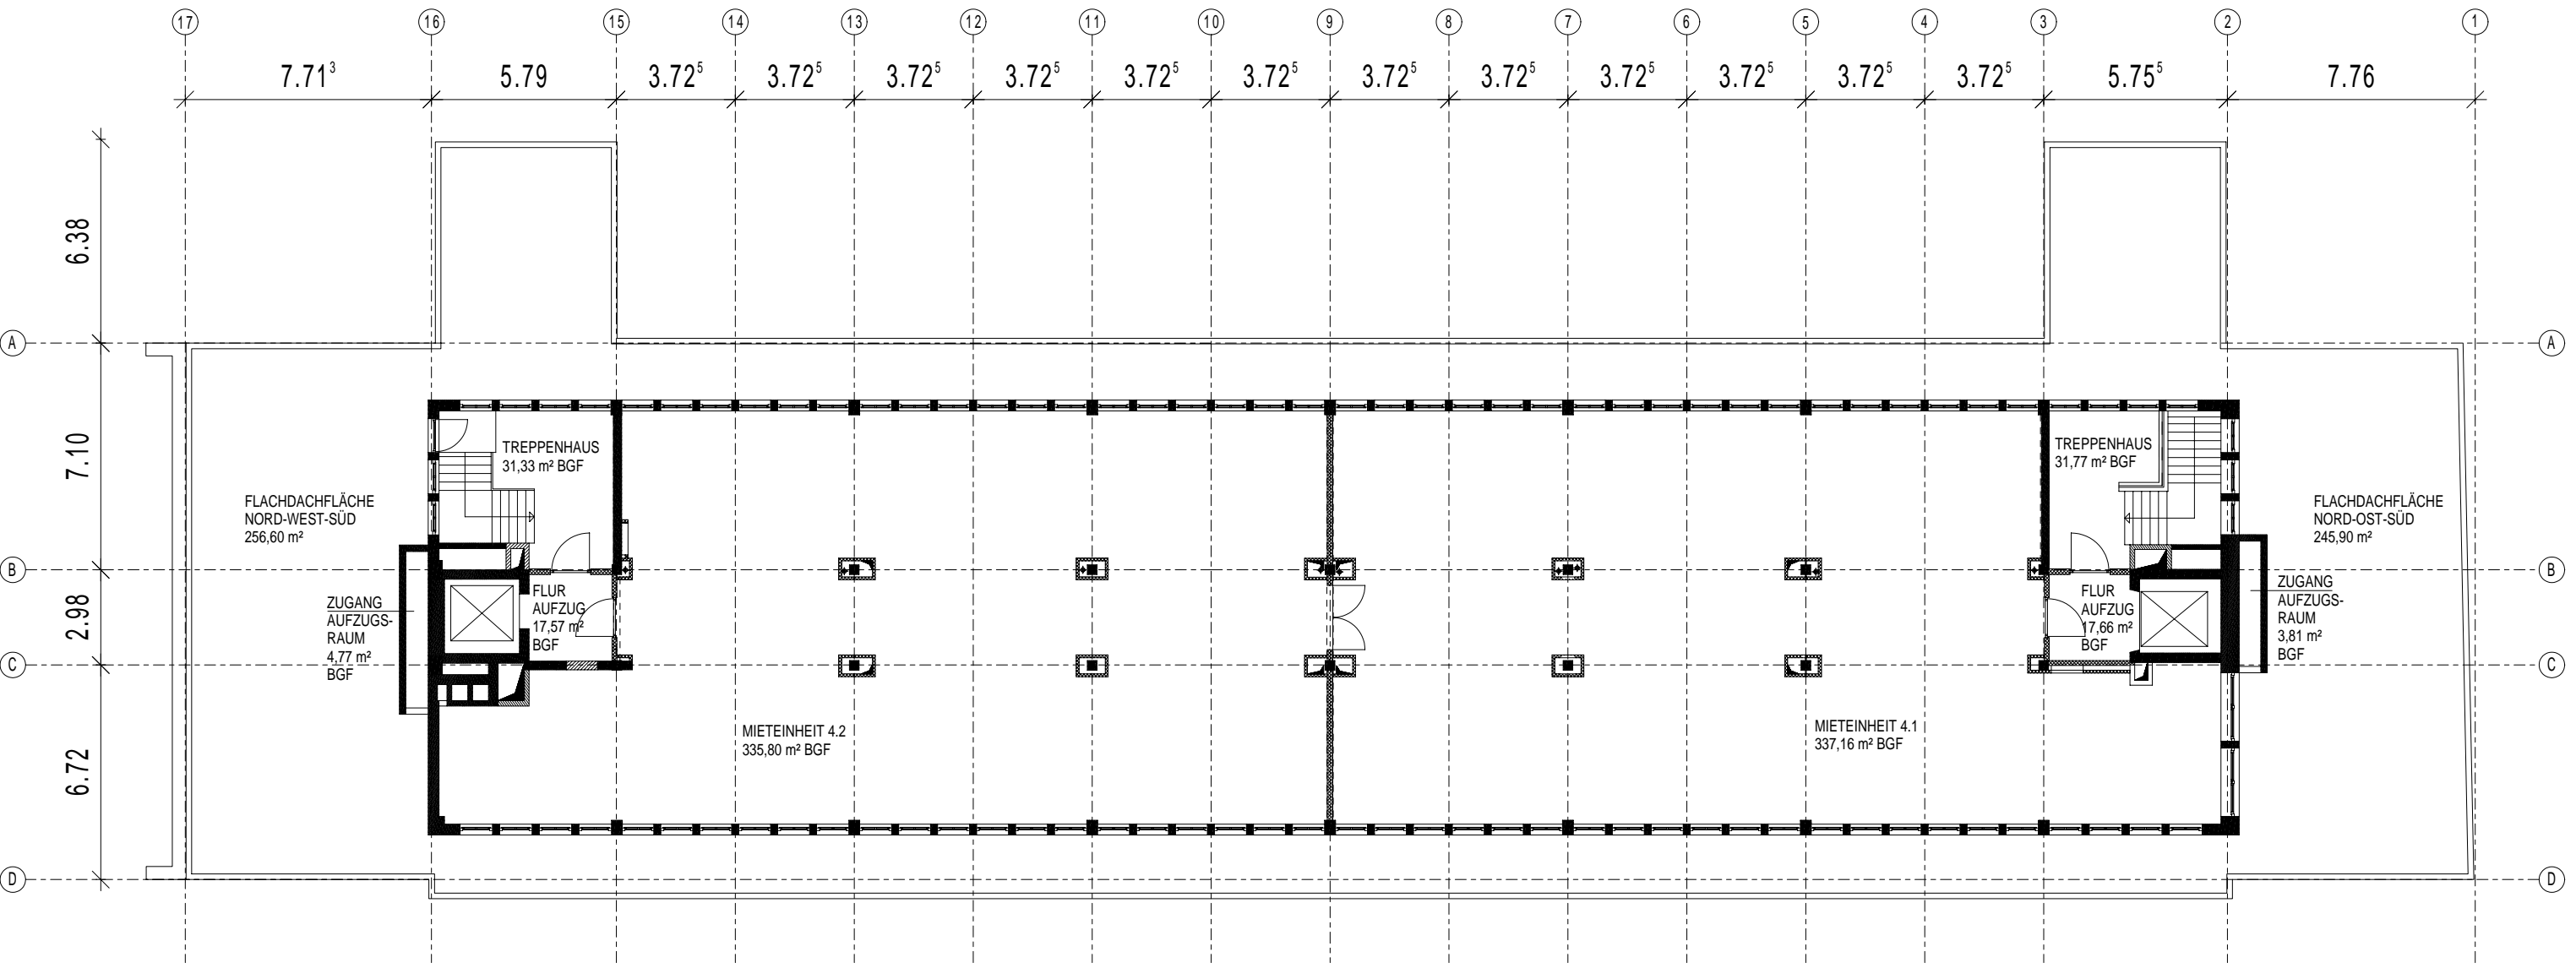 17 16 15 14 13 12 11 10 9 8 7 6 5 4 3 2 1
7.71³ 5.79 3.72⁵ 3.72⁵ 3.72⁵ 3.72⁵ 3.72⁵ 3.72⁵ 3.72⁵ 3.72⁵ 3.72⁵ 3.72⁵ 3.72⁵ 3.72⁵ 5.75⁵ 7.76
6.38
A A
7.10
TREPPENHAUS
31,33 m² BGF
TREPPENHAUS
31,77 m² BGF
FLACHDACHFLÄCHE
NORD-WEST-SÜD
256,60 m²
FLACHDACHFLÄCHE
NORD-OST-SÜD
245,90 m²
B B
2.98
ZUGANG
AUFZUGS-
RAUM
4,77 m²
BGF
FLUR
AUFZUG
17,57 m²
BGF
FLUR
AUFZUG
17,66 m²
BGF
ZUGANG
AUFZUGS-
RAUM
3,81 m²
BGF
C C
6.72
MIETEINHEIT 4.2
335,80 m² BGF
MIETEINHEIT 4.1
337,16 m² BGF
D D